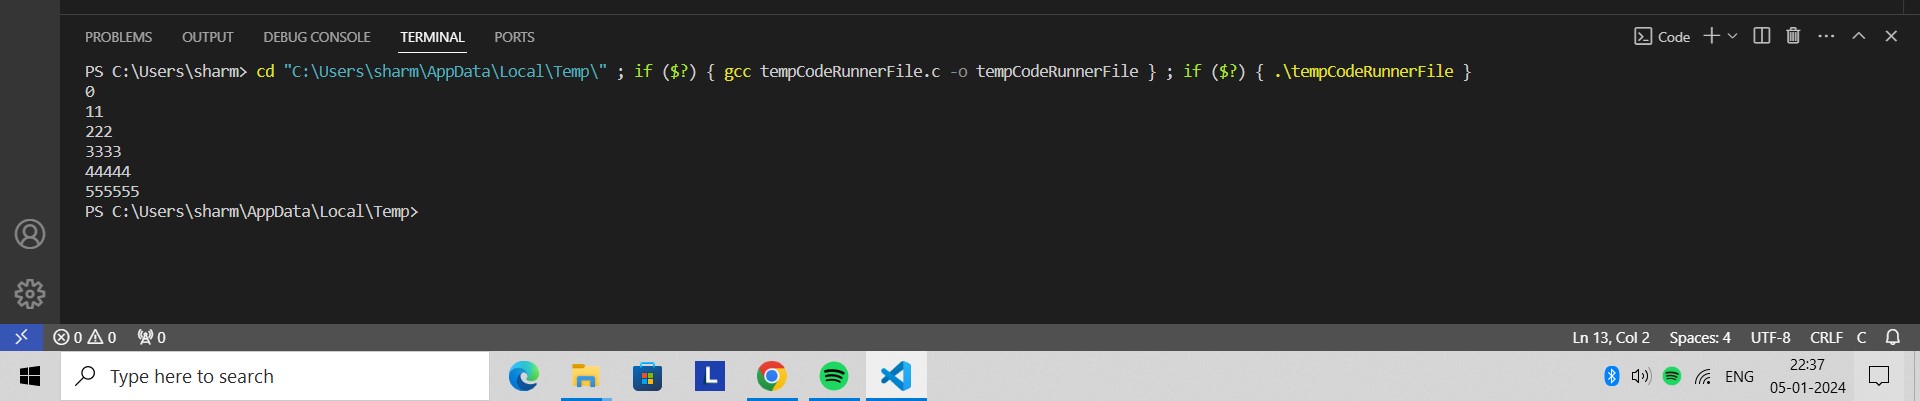 PROBLEMS OUTPUT DEBUG CONSOLE TERMINAL PORTS Code
PS C:\Users\sharm> cd "C:\Users\sharm\AppData\Local\Temp\" ; if ($?) { gcc tempCodeRunnerFile.c -o tempCodeRunnerFile } ; if ($?) { .\tempCodeRunnerFile }
0
11
222
3333
44444
555555
PS C:\Users\sharm\AppData\Local\Temp>
0 0 0 Ln 13, Col 2 Spaces: 4 UTF-8 CRLF C
Type here to search L ENG 22:37
05-01-2024